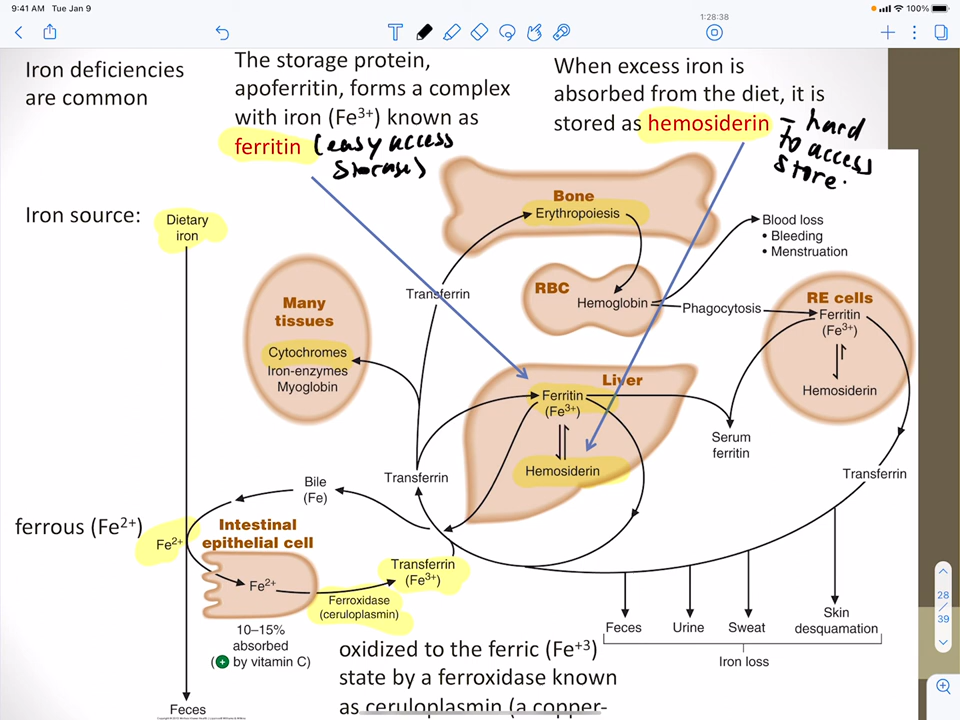 9:41 AM Tue Jan 9
100%
1:28:38
Iron deficiencies
are common
The storage protein,
apoferritin, forms a complex
with iron (Fe³⁺) known as
ferritin (easy access
storage)
When excess iron is
absorbed from the diet, it is
stored as hemosiderin – hard
to access
store.
Iron source:
Dietary
iron
Bone
Erythropoiesis
Blood loss
• Bleeding
• Menstruation
Transferrin
RBC
Hemoglobin
Phagocytosis
RE cells
Ferritin
(Fe³⁺)
Hemosiderin
Many
tissues
Cytochromes
Iron-enzymes
Myoglobin
Liver
Ferritin
(Fe³⁺)
Hemosiderin
Serum
ferritin
Transferrin
Transferrin
Bile
(Fe)
ferrous (Fe²⁺)
Fe²⁺
Intestinal
epithelial cell
Fe²⁺
Transferrin
(Fe³⁺)
Ferroxidase
(ceruloplasmin)
10–15%
absorbed
(+ by vitamin C)
Feces
Feces
Urine
Sweat
Skin
desquamation
Iron loss
oxidized to the ferric (Fe⁺³)
state by a ferroxidase known
as ceruloplasmin (a copper-
28
/
39